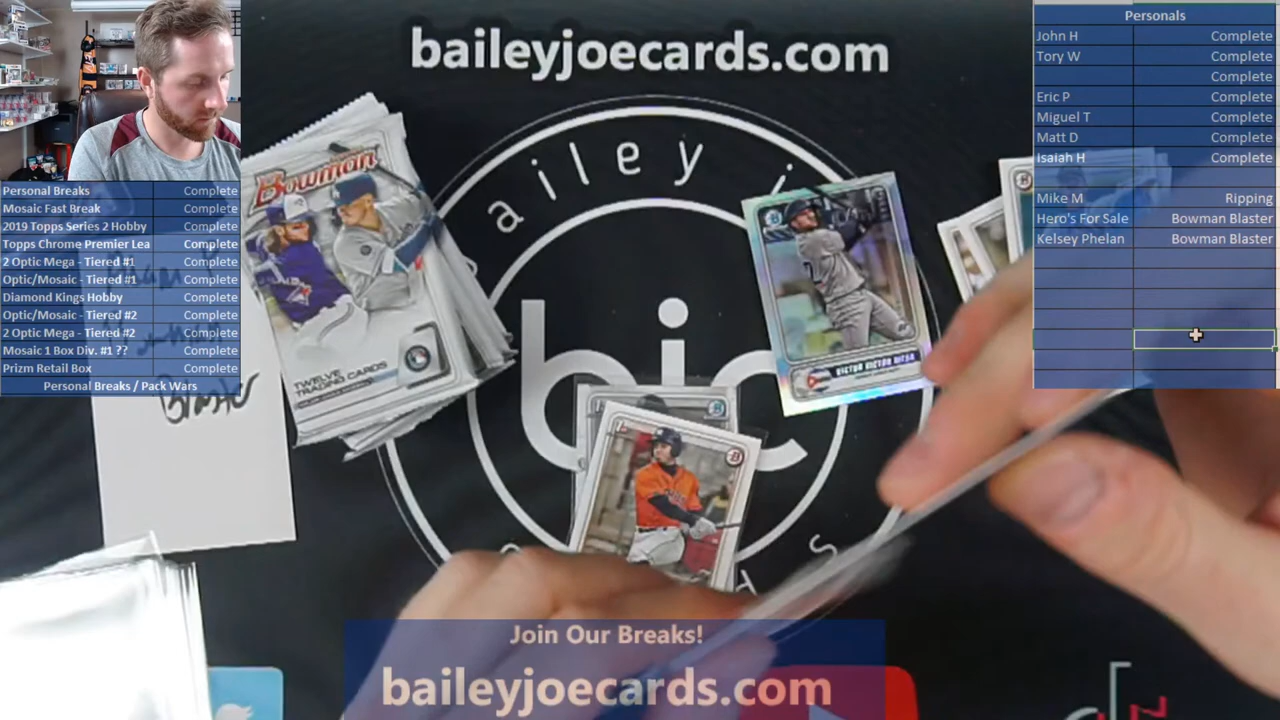 baileyjoecards.com
Personals
John H Complete
Tory W Complete
Complete
Eric P Complete
Miguel T Complete
Matt D Complete
Isaiah H Complete
Mike M Ripping
Hero's For Sale Bowman Blaster
Kelsey Phelan Bowman Blaster
Personal Breaks Complete
Mosaic Fast Break Complete
2019 Topps Series 2 Hobby Complete
Topps Chrome Premier Lea Complete
2 Optic Mega - Tiered #1 Complete
Optic/Mosaic - Tiered #1 Complete
Diamond Kings Hobby Complete
Optic/Mosaic - Tiered #2 Complete
2 Optic Mega - Tiered #2 Complete
Mosaic 1 Box Div. #1 ?? Complete
Prizm Retail Box Complete
Personal Breaks / Pack Wars
Bowman
TWELVE
TRADING CARDS
ailey j
bjc
Join Our Breaks!
baileyjoecards.com